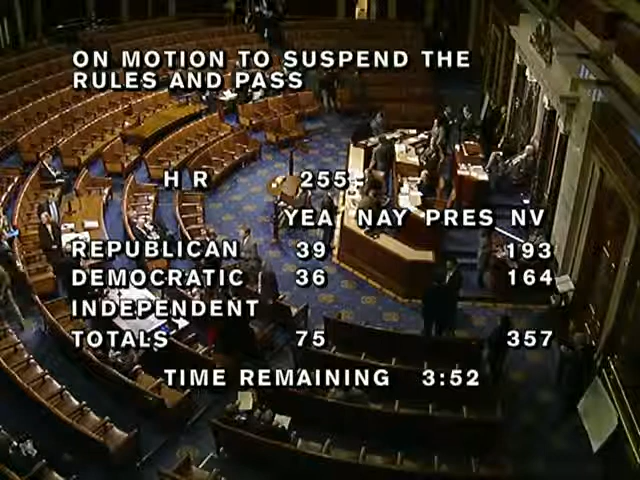 ON MOTION TO SUSPEND THE
RULES AND PASS
H R 255
YEA NAY PRES NV
REPUBLICAN 39 193
DEMOCRATIC 36 164
INDEPENDENT
TOTALS 75 357
TIME REMAINING 3:52